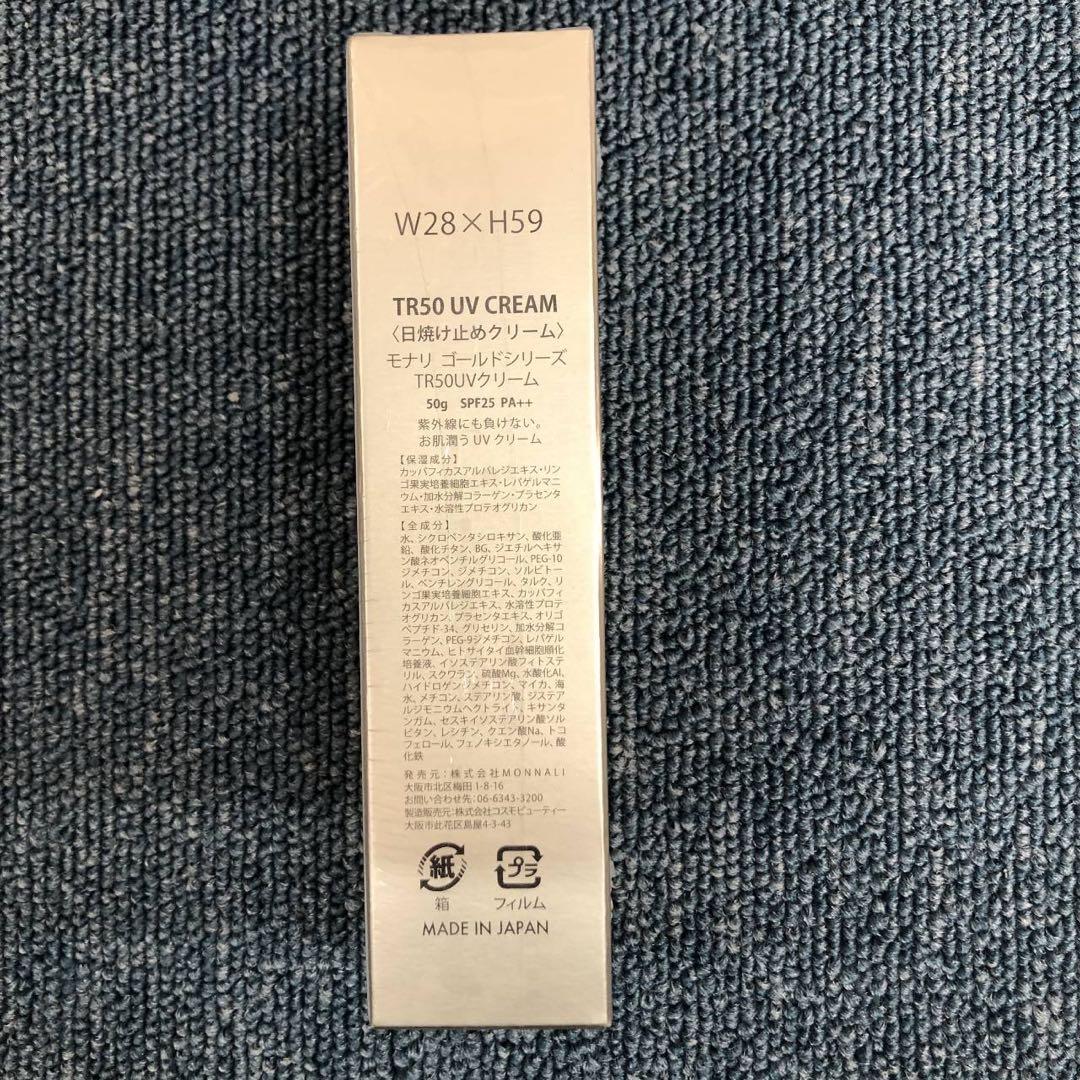 W28×H59
TR50 UV CREAM
〈日焼け止めクリーム〉
モナリ ゴールドシリーズ
TR50UVクリーム
50g SPF25 PA++
紫外線にも負けない。
お肌潤うUVクリーム
【保湿成分】
カッパフィカスアルバレジエキス・リン
ゴ果実培養細胞エキス・レパゲルマニ
ウム・加水分解コラーゲン・プラセンタ
エキス・水溶性プロテオグリカン
【全成分】
水、シクロペンタシロキサン、酸化亜
鉛、酸化チタン、BG、ジエチルヘキサ
ン酸ネオペンチルグリコール、PEG-10
ジメチコン、ジメチコン、ソルビトー
ル、ペンチレングリコール、タルク、リ
ンゴ果実培養細胞エキス、カッパフィ
カスアルバレジエキス、水溶性プロテ
オグリカン、プラセンタエキス、オリゴ
ペプチド-34、グリセリン、加水分解コ
ラーゲン、PEG-9ジメチコン、レパゲル
マニウム、ヒトサイタイ血幹細胞順化
培養液、イソステアリン酸フィトステ
リル、スクワラン、硫酸Mg、水酸化Al、
ハイドロゲンジメチコン、マイカ、海
水、メチコン、ステアリン酸、ジステア
ルジモニウムヘクトライト、キサンタ
ンガム、セスキイソステアリン酸ソル
ビタン、レシチン、クエン酸Na、トコ
フェロール、フェノキシエタノール、酸
化鉄
発売元：株式会社MONNALI
大阪市北区梅田1-8-16
お問い合わせ先：06-6343-3200
製造販売元：株式会社コスモビューティー
大阪市此花区島屋4-3-43
紙 プラ
箱 フィルム
MADE IN JAPAN